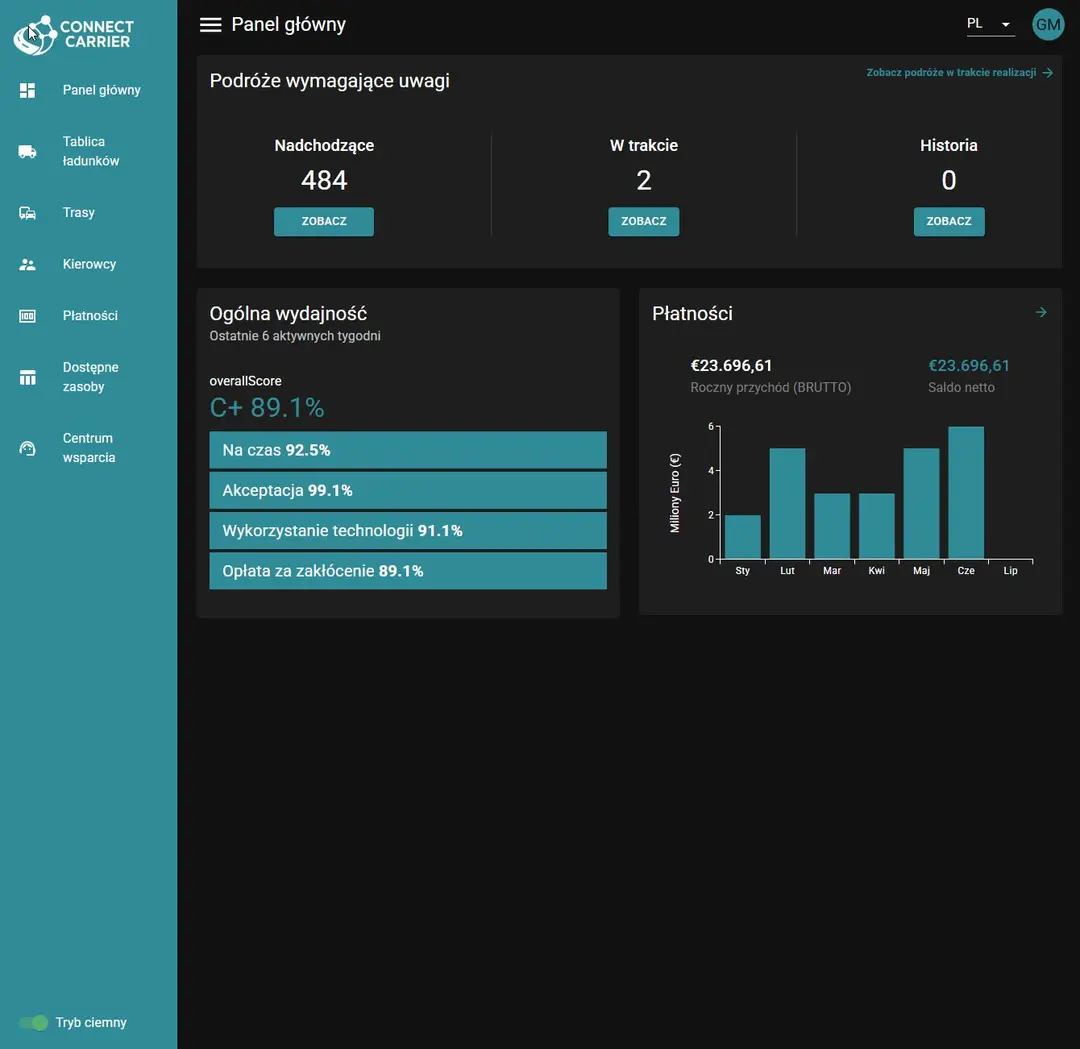 CONNECT
CARRIER
Panel główny
Tablica
ładunków
Trasy
Kierowcy
Płatności
Dostępne
zasoby
Centrum
wsparcia
Tryb ciemny
Panel główny
PL
GM
Podróże wymagające uwagi
Zobacz podróże w trakcie realizacji
Nadchodzące
484
ZOBACZ
W trakcie
2
ZOBACZ
Historia
0
ZOBACZ
Ogólna wydajność
Ostatnie 6 aktywnych tygodni
overallScore
C+ 89.1%
Na czas 92.5%
Akceptacja 99.1%
Wykorzystanie technologii 91.1%
Opłata za zakłócenie 89.1%
Płatności
€23.696,61
Roczny przychód (BRUTTO)
€23.696,61
Saldo netto
Miliony Euro (€)
6
4
2
0
Sty Lut Mar Kwi Maj Cze Lip